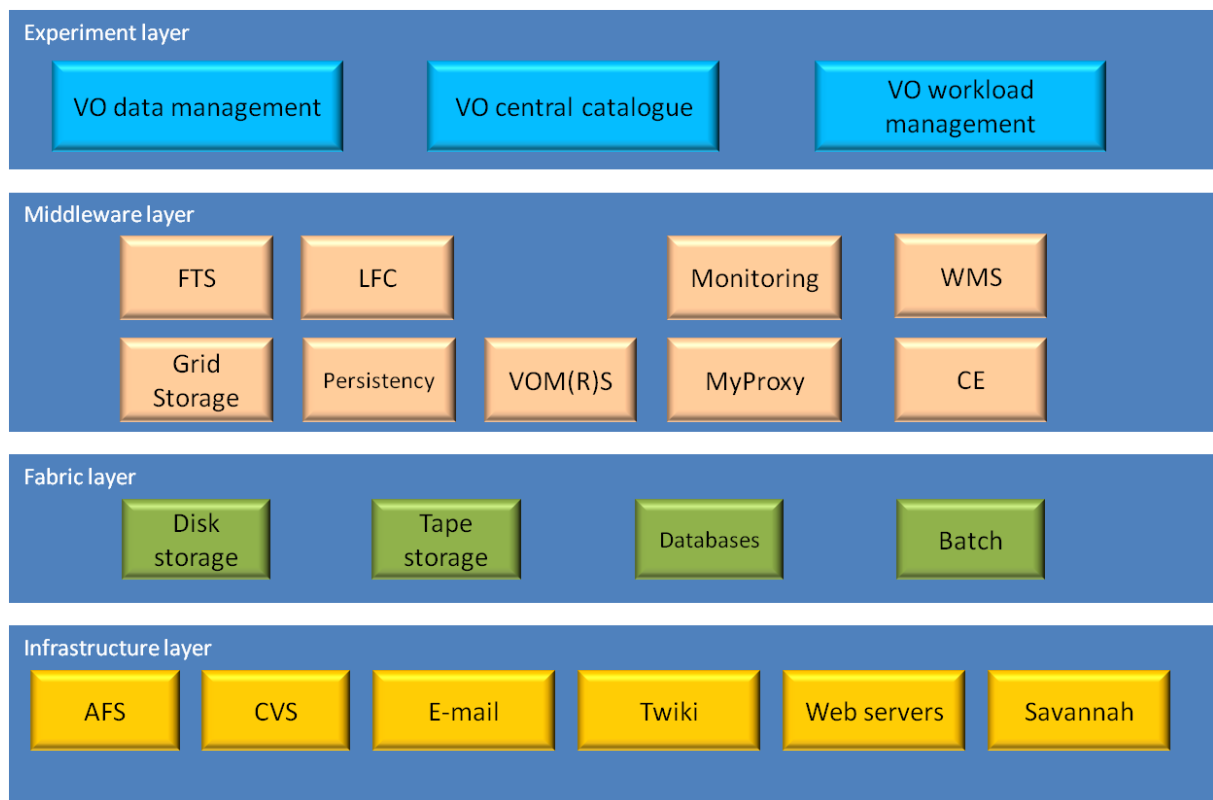 Experiment layer
VO data management
VO central catalogue
VO workload
management
Middleware layer
FTS
LFC
Monitoring
WMS
Grid
Storage
Persistency
VOM(R)S
MyProxy
CE
Fabric layer
Disk
storage
Tape
storage
Databases
Batch
Infrastructure layer
AFS
CVS
E-mail
Twiki
Web servers
Savannah